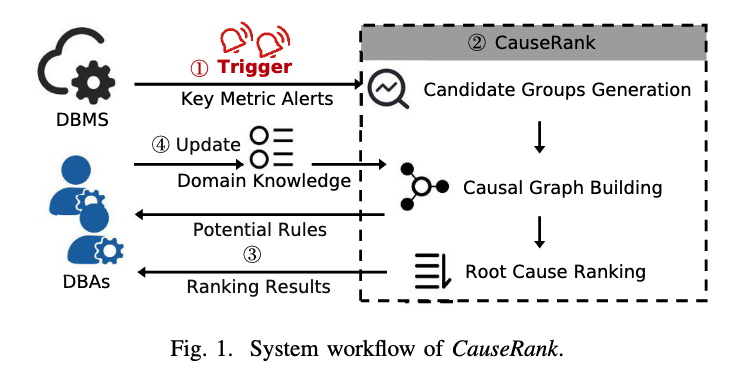 ① Trigger
Key Metric Alerts
DBMS
② CauseRank
Candidate Groups Generation
④ Update
Domain Knowledge
Causal Graph Building
Potential Rules
③
Ranking Results
DBAs
Root Cause Ranking
Fig. 1. System workflow of CauseRank.